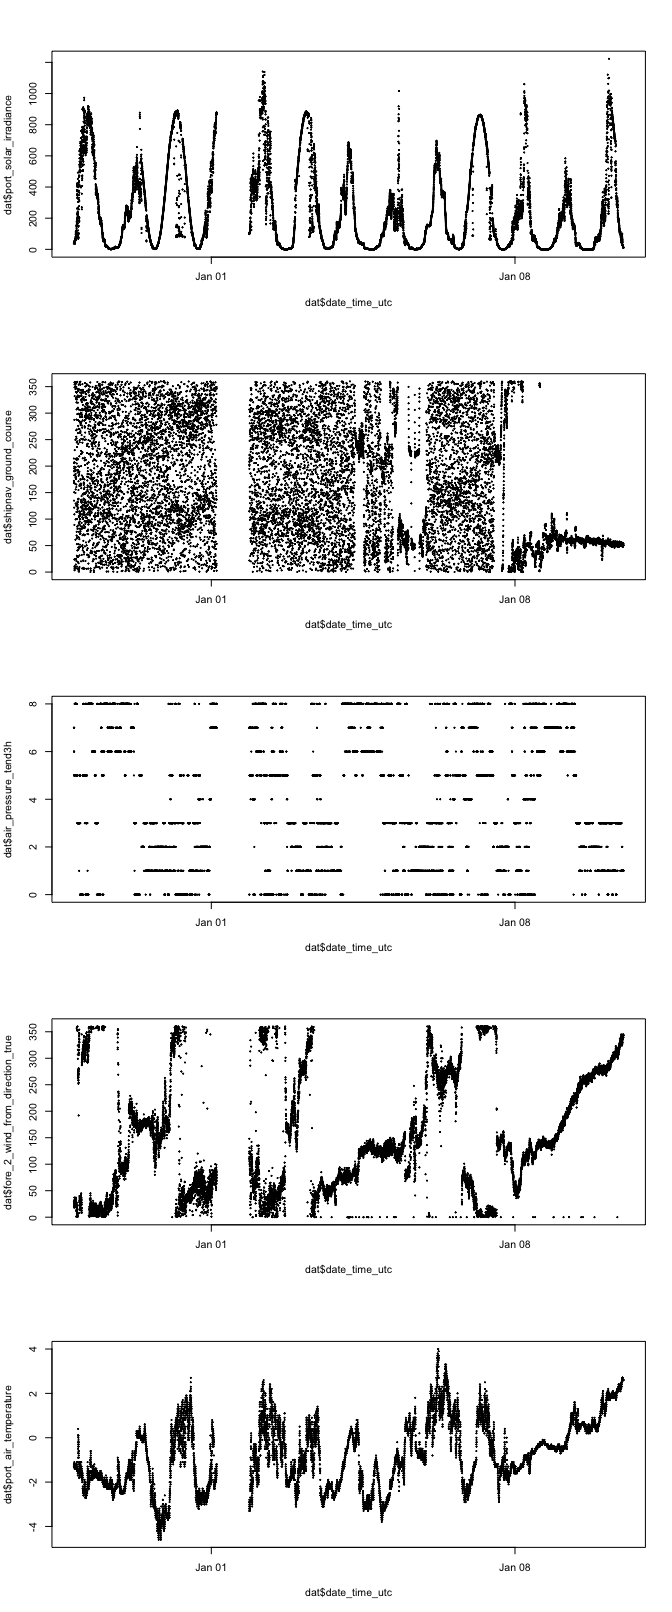 dat$port_solar_irradiance
0 200 400 600 800 1000
Jan 01 Jan 08
dat$date_time_utc
dat$shipnav_ground_course
0 50 100 150 200 250 300 350
Jan 01 Jan 08
dat$date_time_utc
dat$air_pressure_tend3h
0 2 4 6 8
Jan 01 Jan 08
dat$date_time_utc
dat$fore_2_wind_from_direction_true
0 50 100 150 200 250 300 350
Jan 01 Jan 08
dat$date_time_utc
dat$port_air_temperature
-4 -2 0 2 4
Jan 01 Jan 08
dat$date_time_utc